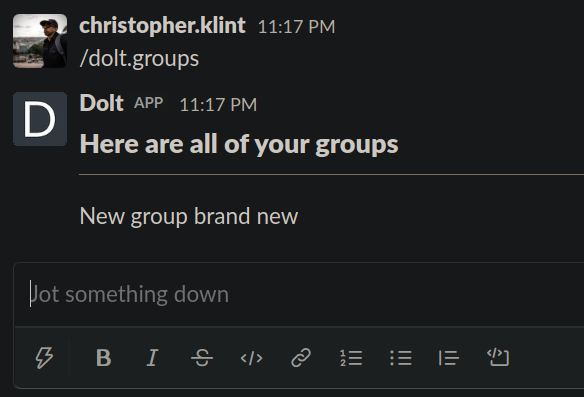 christopher.klint 11:17 PM
/dolt.groups
D
Dolt APP 11:17 PM
Here are all of your groups
New group brand new
Jot something down
B I S </>